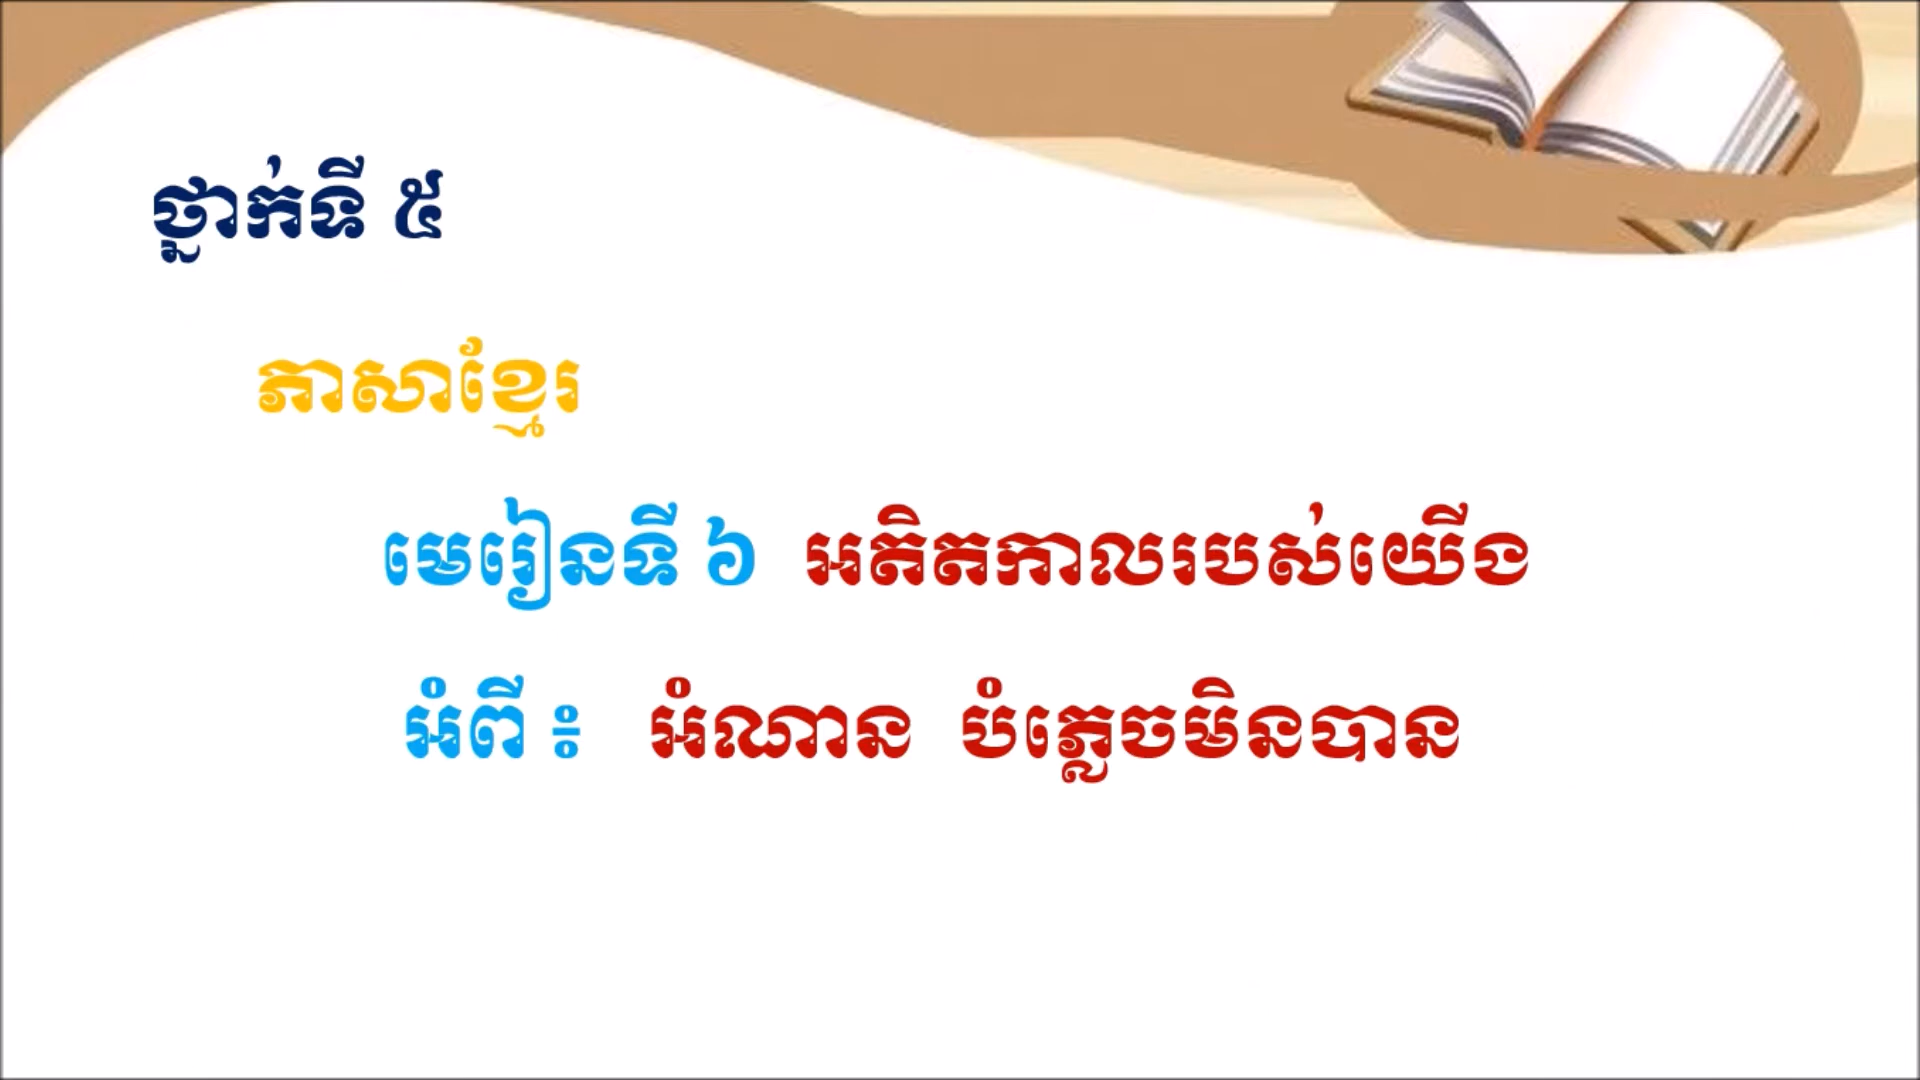 ថ្នាក់ទី ៥
ភាសាខ្មែរ
មេរៀនទី ៦ អតិតកាលរបស់យើង
អំពី ៖ អំណាន បំភ្លេចមិនបាន